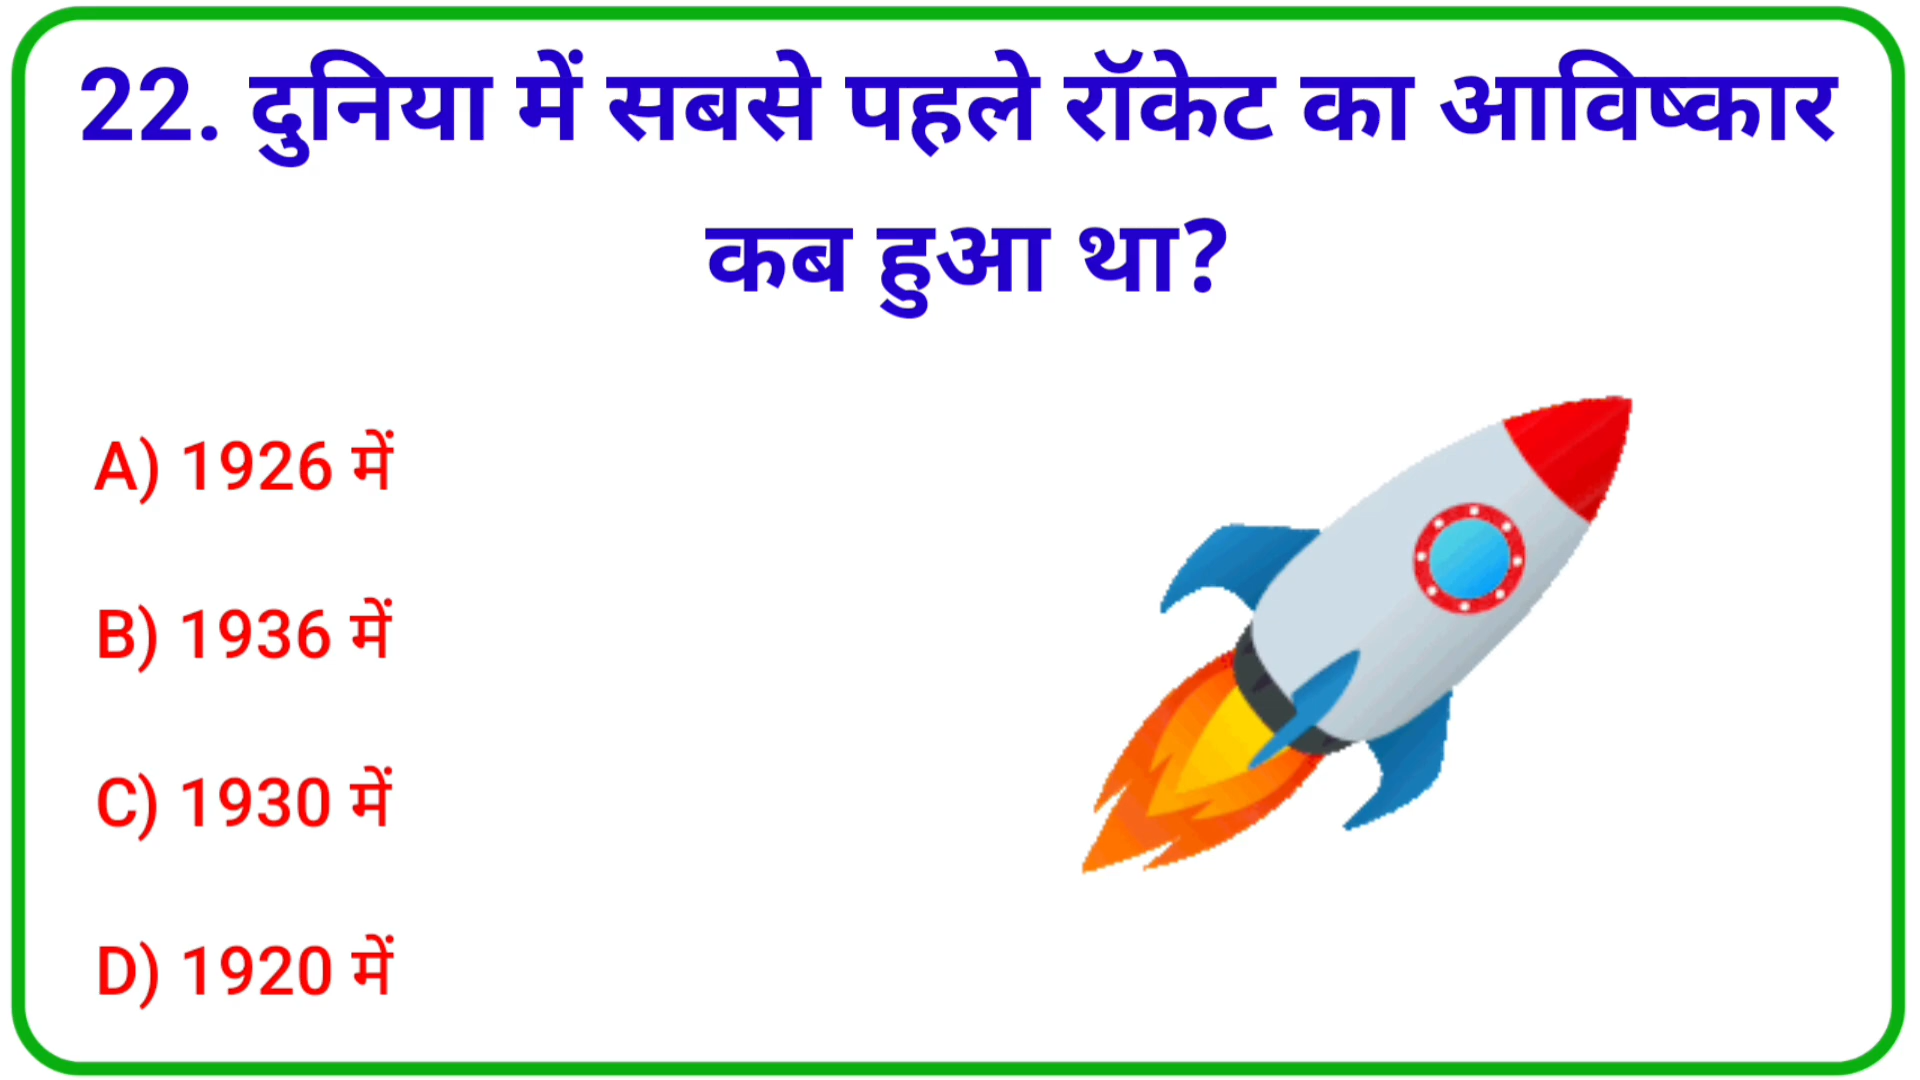 22. दुनिया में सबसे पहले रॉकेट का आविष्कार
कब हुआ था?
A) 1926 में
B) 1936 में
C) 1930 में
D) 1920 में